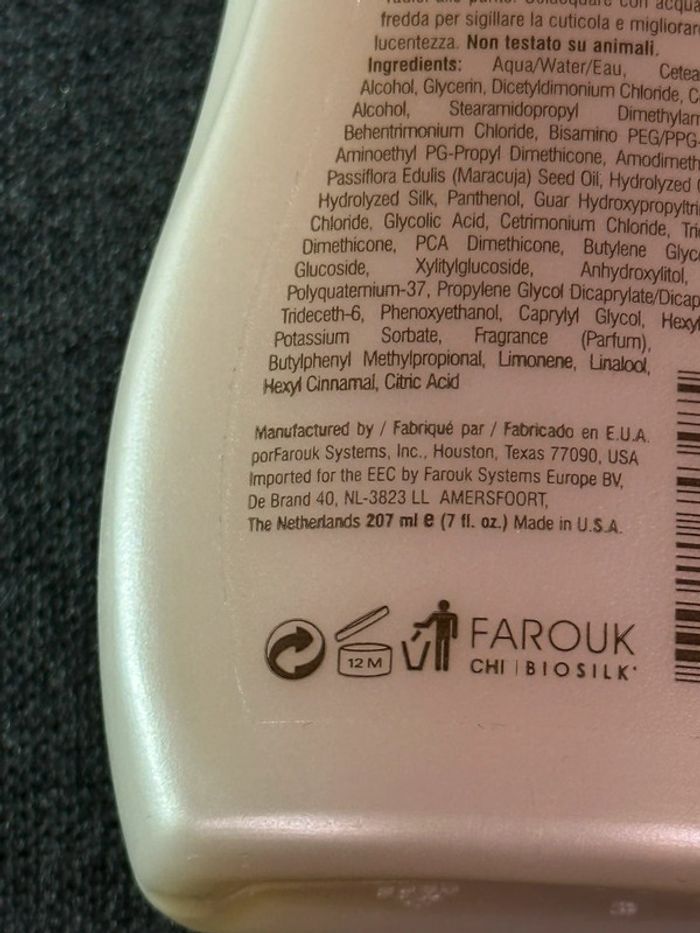 fredda per sigillare la cuticola e
lucentezza. Non testato su animali.
Ingredients: Aqua/Water/Eau,
Alcohol, Glycerin, Dicetyldimonium Chloride,
Alcohol, Stearamidopropyl
Behentrimonium Chloride, Bisamino PEG/PPG-
Aminoethyl PG-Propyl Dimethicone,
Passiflora Edulis (Maracuja) Seed Oil, Hydrolyzed
Hydrolyzed Silk, Panthenol, Guar
Chloride, Glycolic Acid, Cetrimonium Chloride,
Dimethicone, PCA Dimethicone, Butylene
Glucoside, Xylitylglucoside, Anhydroxylitol,
Polyquaternium-37, Propylene Glycol
Trideceth-6, Phenoxyethanol, Caprylyl Glycol,
Potassium Sorbate, Fragrance (Parfum),
Butylphenyl Methylpropional, Limonene, Linalool,
Hexyl Cinnamal, Citric Acid
Manufactured by / Fabriqué par / Fabricado en E.U.A.
porFarouk Systems, Inc., Houston, Texas 77090, USA
Imported for the EEC by Farouk Systems Europe BV,
De Brand 40, NL-3823 LL AMERSFOORT,
The Netherlands 207 ml e (7 fl. oz.) Made in U.S.A.
12 M
FAROUK
CHI | BIOSILK